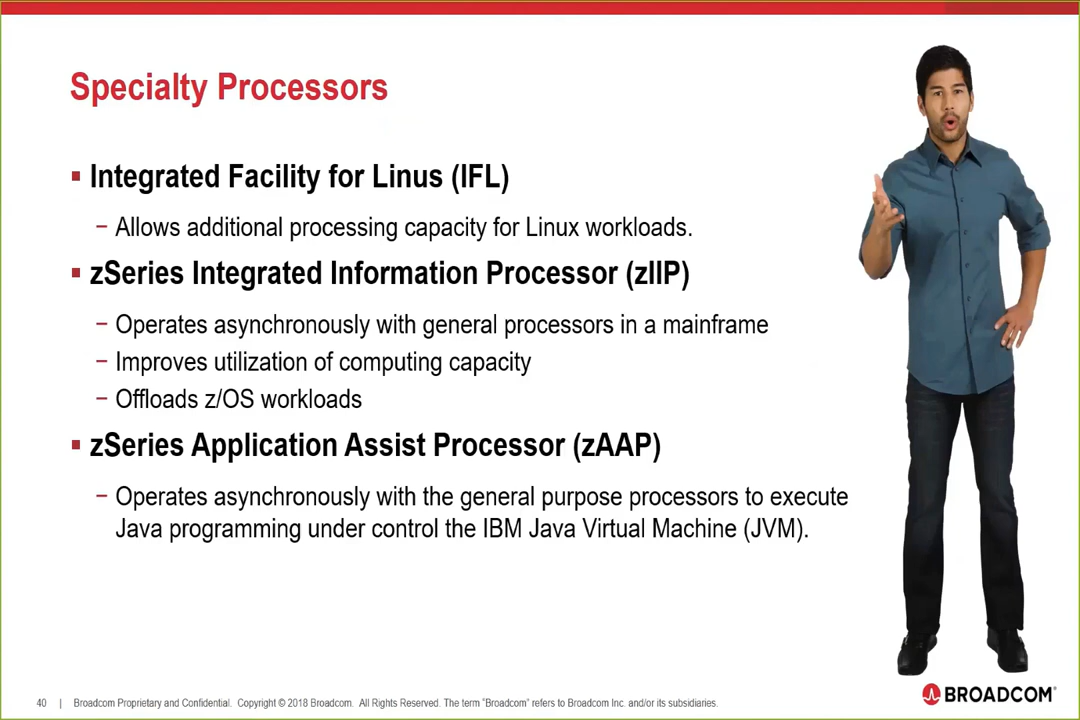 Specialty Processors
▪ Integrated Facility for Linus (IFL)
− Allows additional processing capacity for Linux workloads.
▪ zSeries Integrated Information Processor (zIIP)
− Operates asynchronously with general processors in a mainframe
− Improves utilization of computing capacity
− Offloads z/OS workloads
▪ zSeries Application Assist Processor (zAAP)
− Operates asynchronously with the general purpose processors to execute
Java programming under control the IBM Java Virtual Machine (JVM).
40 | Broadcom Proprietary and Confidential. Copyright © 2018 Broadcom. All Rights Reserved. The term "Broadcom" refers to Broadcom Inc. and/or its subsidiaries.
BROADCOM®